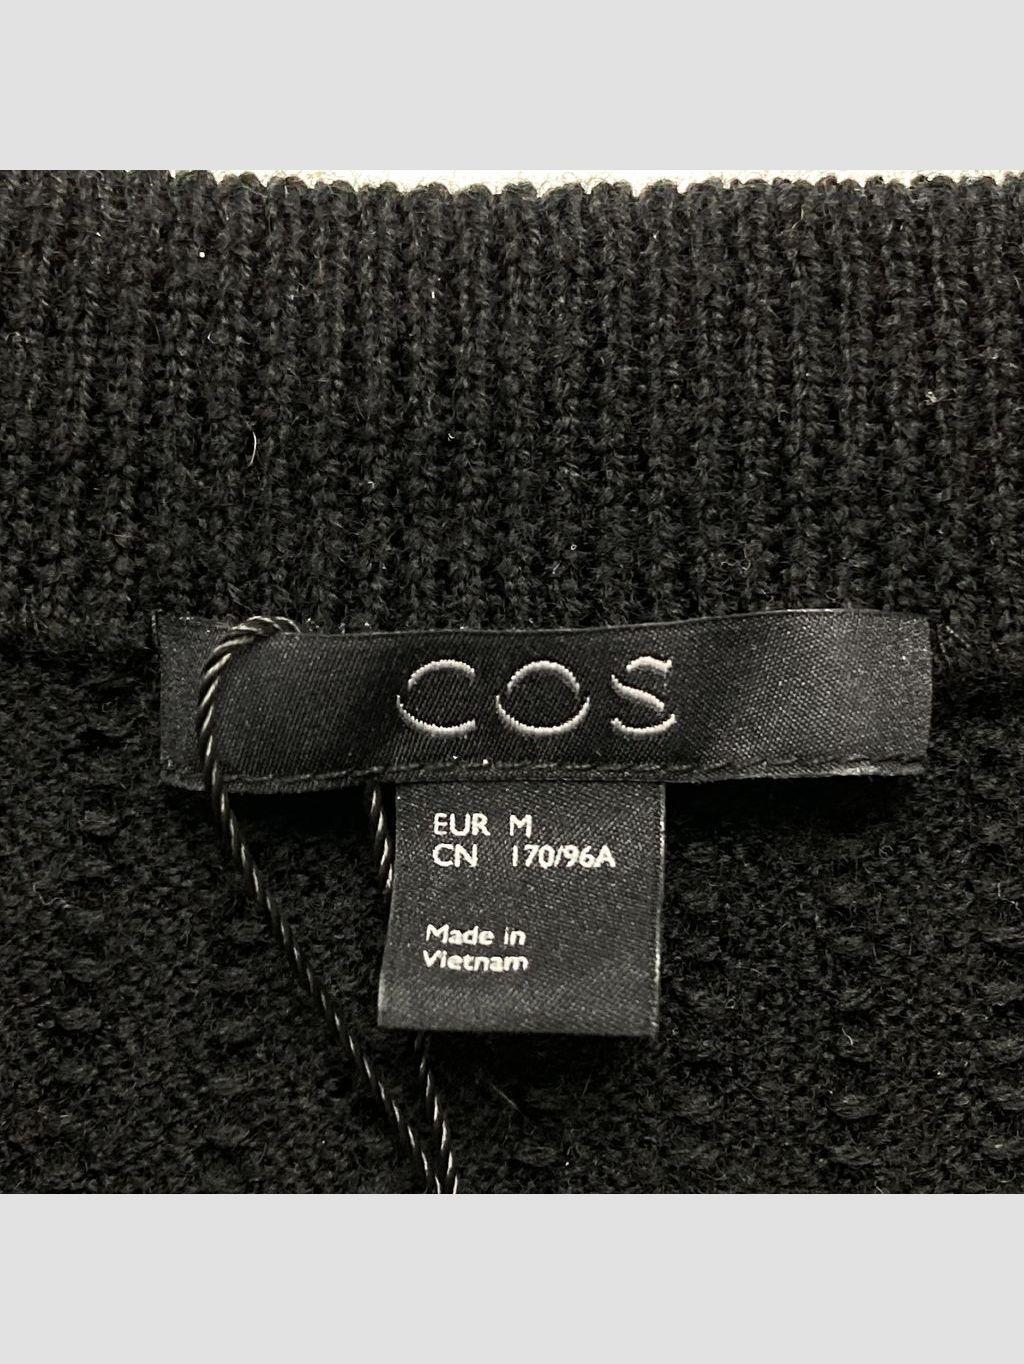 COS
EUR M
CN 170/96A
Made in
Vietnam